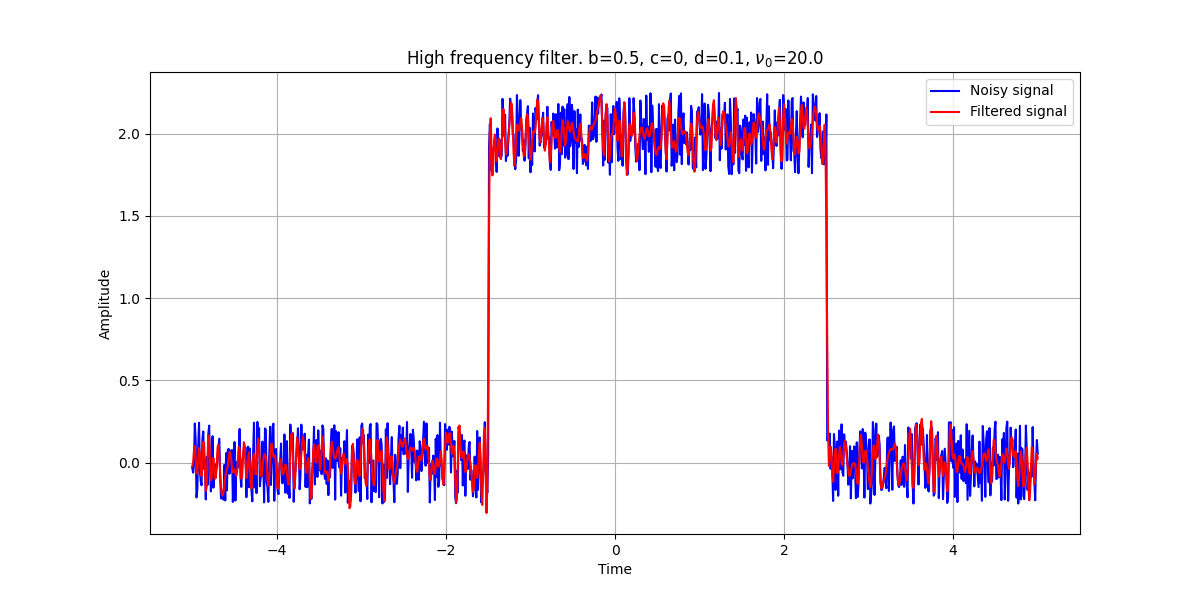 High frequency filter. b=0.5, c=0, d=0.1, ν₀=20.0
Noisy signal
Filtered signal
2.0
1.5
1.0
0.5
0.0
Amplitude
−4 −2 0 2 4
Time